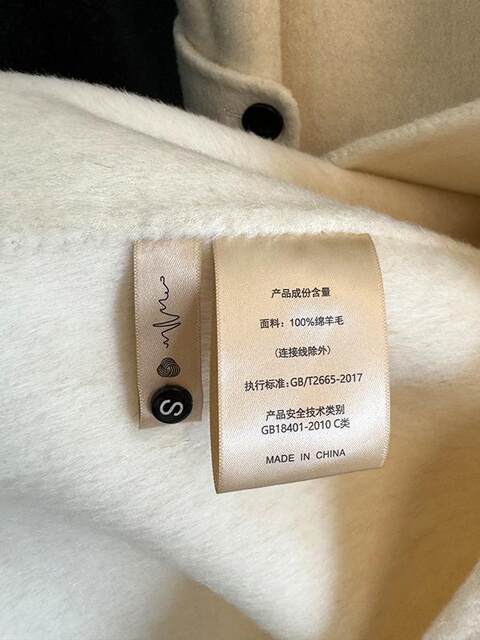 S
产品成份含量
面料：100%绵羊毛
(连接线除外)
执行标准:GB/T2665-2017
产品安全技术类别
GB18401-2010 C类
MADE IN CHINA